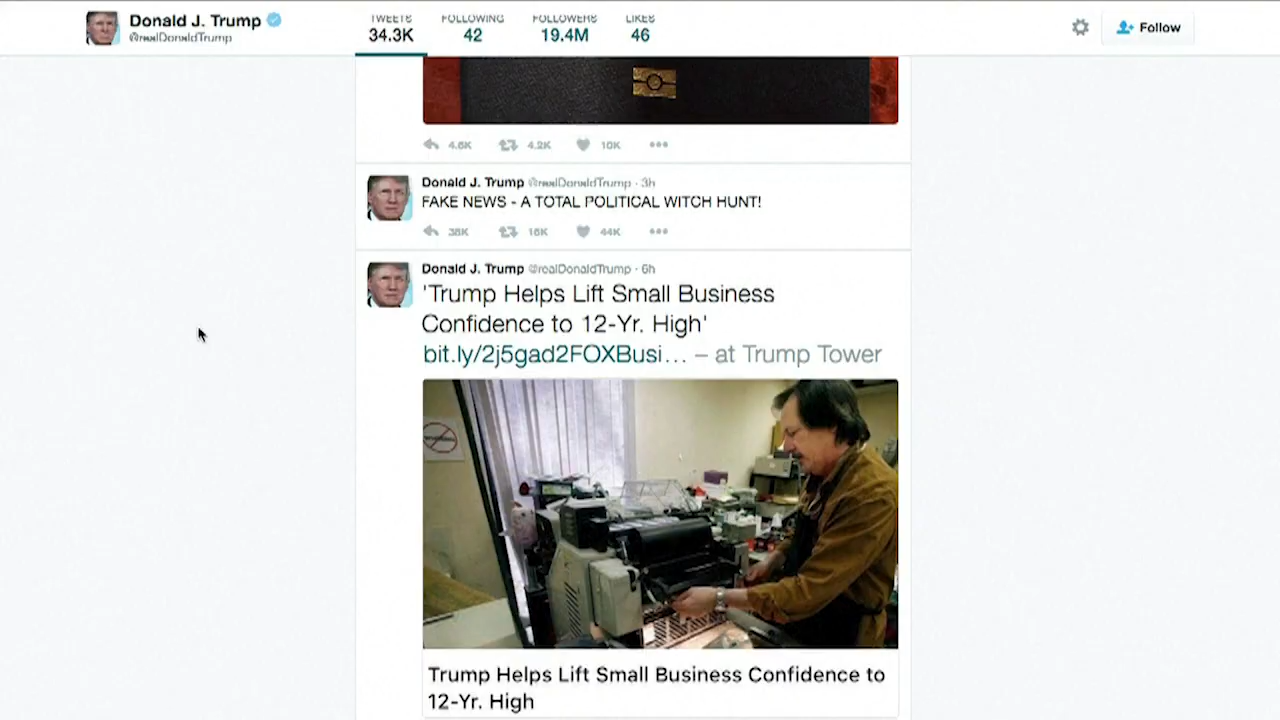 Donald J. Trump
@realDonaldTrump
TWEETS FOLLOWING FOLLOWERS LIKES
34.3K 42 19.4M 46
Follow
4.6K 4.2K 10K
Donald J. Trump @realDonaldTrump · 3h
FAKE NEWS - A TOTAL POLITICAL WITCH HUNT!
38K 16K 44K
Donald J. Trump @realDonaldTrump · 6h
'Trump Helps Lift Small Business
Confidence to 12-Yr. High'
bit.ly/2j5gad2FOXBusi... – at Trump Tower
Trump Helps Lift Small Business Confidence to
12-Yr. High